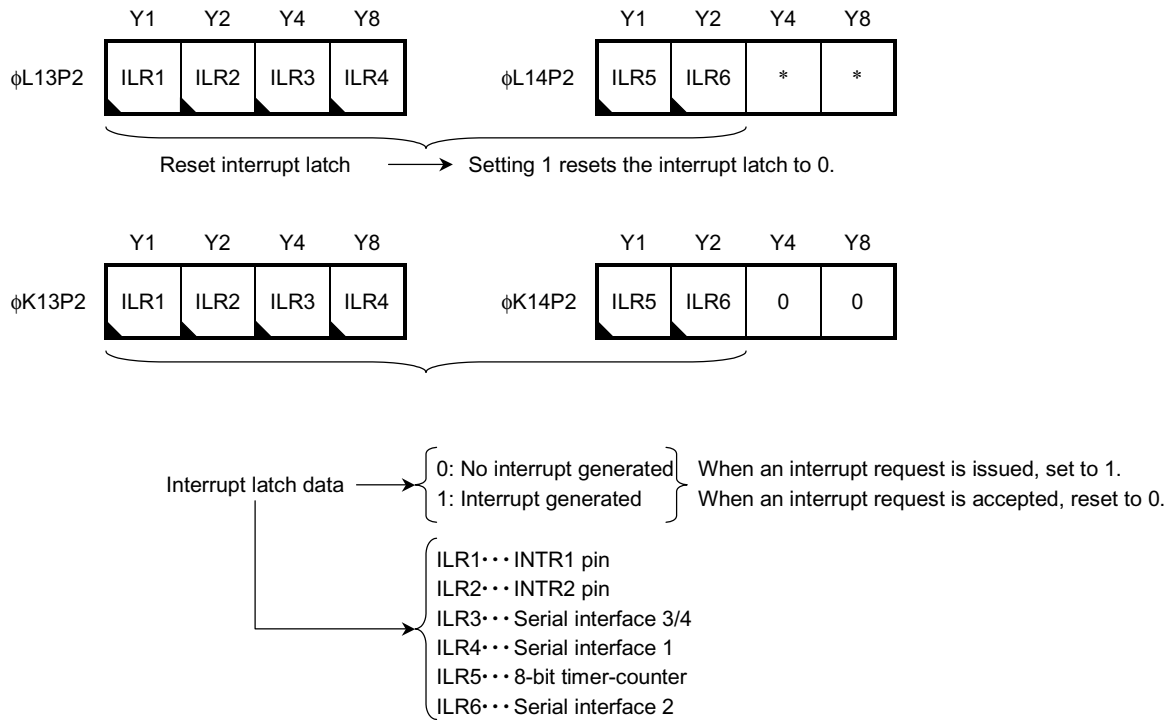 Y1 Y2 Y4 Y8 Y1 Y2 Y4 Y8
ϕL13P2 ILR1 ILR2 ILR3 ILR4 ϕL14P2 ILR5 ILR6 * *
Reset interrupt latch Setting 1 resets the interrupt latch to 0.
Y1 Y2 Y4 Y8 Y1 Y2 Y4 Y8
ϕK13P2 ILR1 ILR2 ILR3 ILR4 ϕK14P2 ILR5 ILR6 0 0
Interrupt latch data
0: No interrupt generated
1: Interrupt generated
When an interrupt request is issued, set to 1.
When an interrupt request is accepted, reset to 0.
ILR1··· INTR1 pin
ILR2··· INTR2 pin
ILR3··· Serial interface 3/4
ILR4··· Serial interface 1
ILR5··· 8-bit timer-counter
ILR6··· Serial interface 2